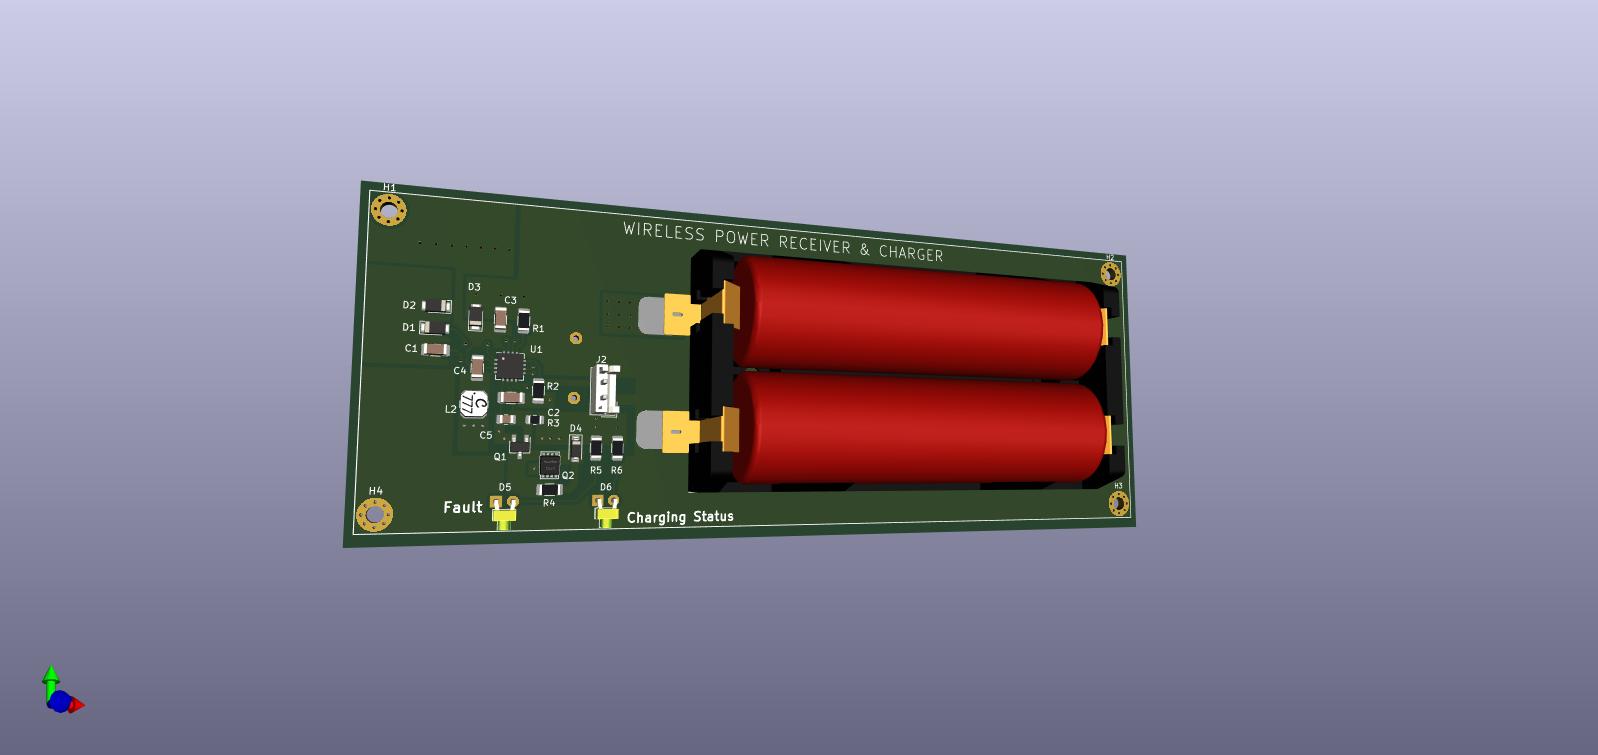 H1
WIRELESS POWER RECEIVER & CHARGER
H2
D3
C3
D2
D1
R1
C1
U1
J2
C4
R2
L2
C2
R3
C5
D4
Q1
R5
R6
Q2
D5
D6
H3
H4
R4
Fault
Charging Status